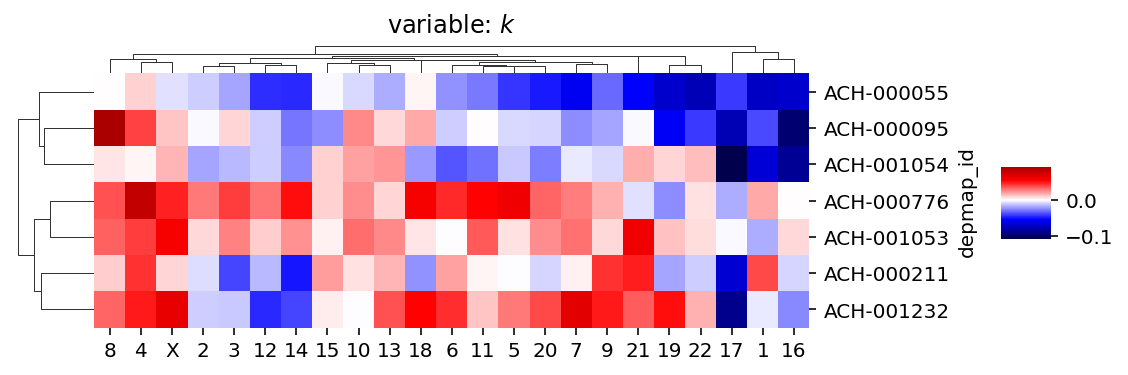 variable: k
ACH-000055
ACH-000095
ACH-001054
ACH-000776
ACH-001053
ACH-000211
ACH-001232
depmap_id
0.0
−0.1
8 4 X 2 3 12 14 15 10 13 18 6 11 5 20 7 9 21 19 22 17 1 16